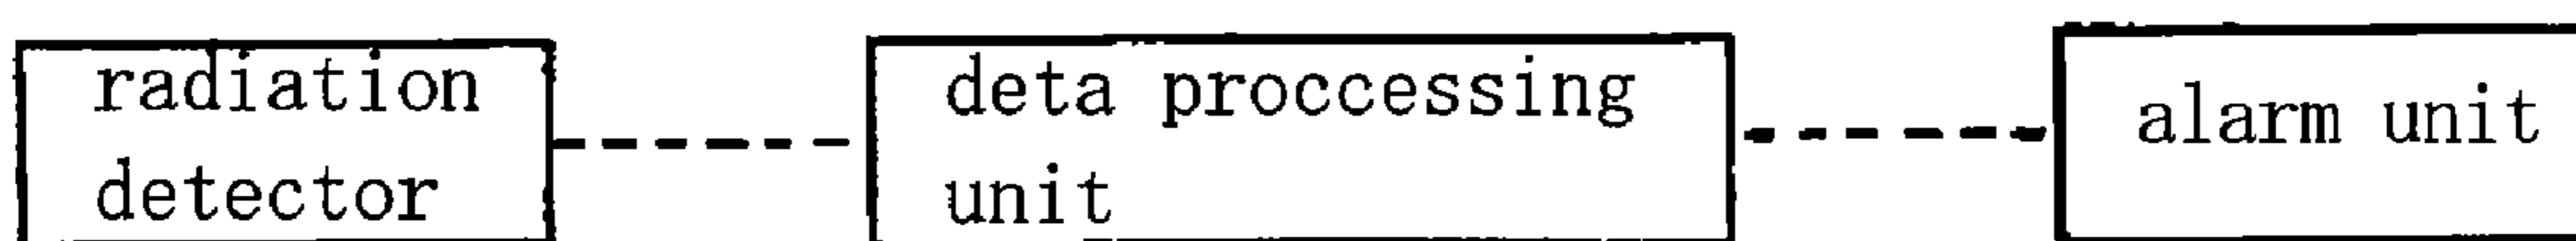 radiation
detector
deta proccessing
unit
alarm unit